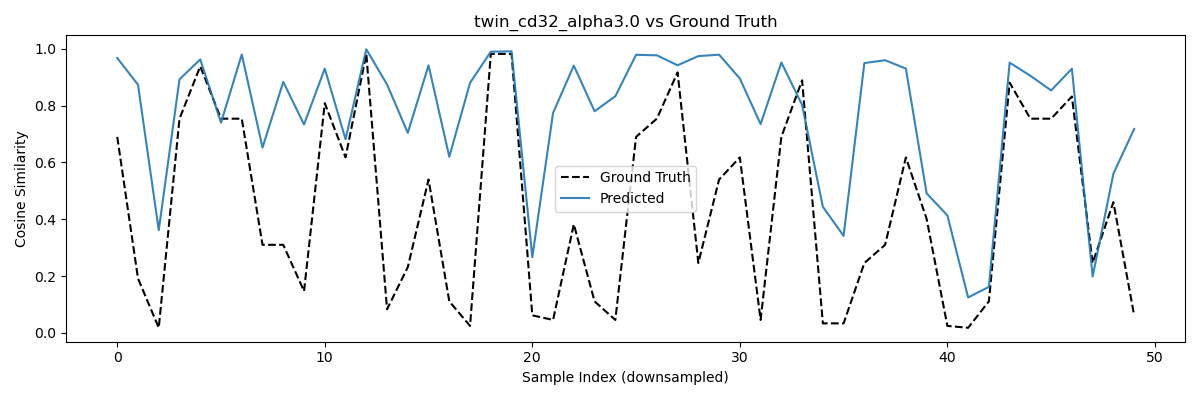 twin_cd32_alpha3.0 vs Ground Truth
Cosine Similarity
1.0
0.8
0.6
0.4
0.2
0.0
Ground Truth
Predicted
0
10
20
30
40
50
Sample Index (downsampled)